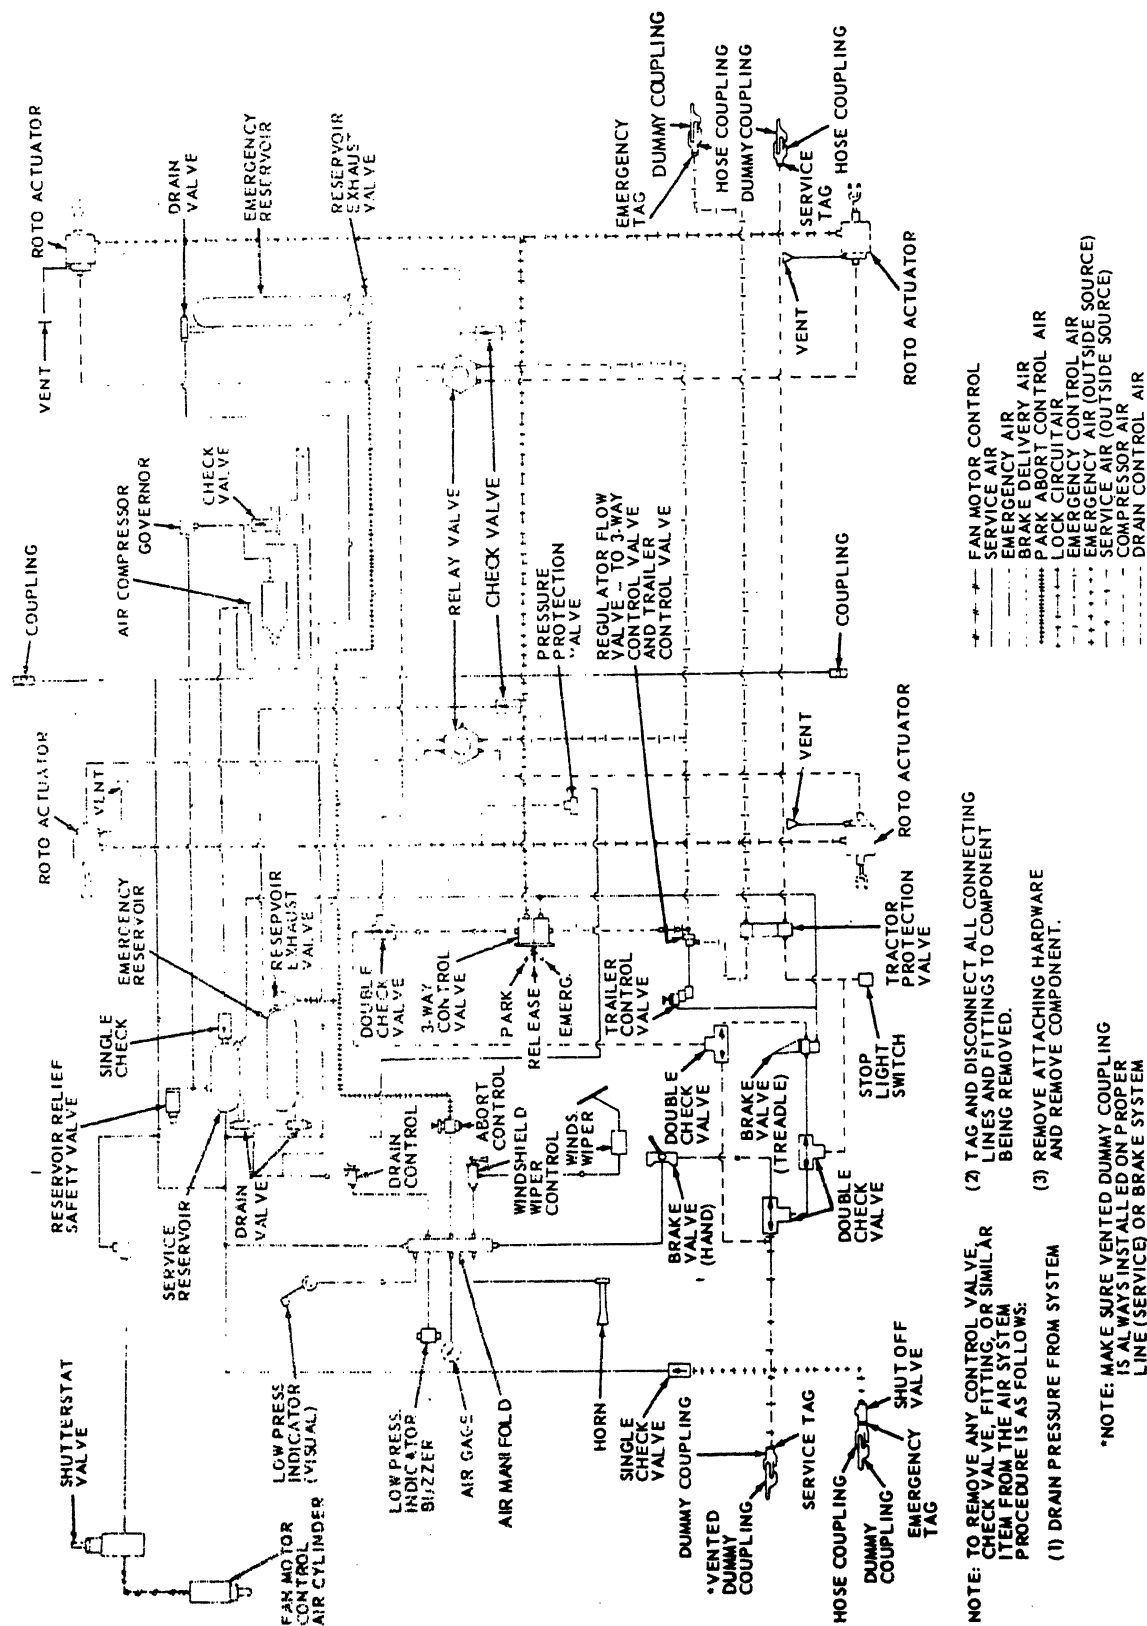 SHUTTERSTAT
VALVE
FAN MOTOR
CONTROL
AIR CYLINDER
RESERVOIR RELIEF
SAFETY VALVE
SERVICE
RESERVOIR
SINGLE
CHECK
EMERGENCY
RESERVOIR
DRAIN
VALVE
RESERVOIR
EXHAUST
VALVE
ROTO ACTUATOR
VENT
COUPLING
AIR COMPRESSOR
GOVERNOR
CHECK
VALVE
VENT
ROTO ACTUATOR
DRAIN
VALVE
EMERGENCY
RESERVOIR
RESERVOIR
EXHAUST
VALVE
LOW PRESS
INDICATOR
(VISUAL)
LOW PRESS
INDICATOR
BUZZER
AIR GAGE
AIR MANIFOLD
DRAIN
CONTROL
ABORT
CONTROL
WINDSHIELD
WIPER
CONTROL
WINDS.
WIPER
DOUBLE
CHECK
VALVE
3-WAY
CONTROL
VALVE
PARK
RELEASE
EMERG.
RELAY VALVE
CHECK VALVE
PRESSURE
PROTECTION
VALVE
REGULATOR FLOW
VALVE - TO 3-WAY
CONTROL VALVE
AND TRAILER
CONTROL VALVE
HORN
SINGLE
CHECK
VALVE
BRAKE
VALVE
(HAND)
DOUBLE
CHECK
VALVE
TRAILER
CONTROL
VALVE
BRAKE
VALVE
(TREADLE)
EMERGENCY
TAG
DUMMY COUPLING
HOSE COUPLING
DUMMY COUPLING
SERVICE
TAG
HOSE COUPLING
VENT
ROTO ACTUATOR
DUMMY COUPLING
*VENTED
DUMMY
COUPLING
SERVICE TAG
HOSE COUPLING
DUMMY
COUPLING
SHUT OFF
VALVE
EMERGENCY
TAG
DOUBLE
CHECK
VALVE
STOP
LIGHT
SWITCH
TRACTOR
PROTECTION
VALVE
VENT
ROTO ACTUATOR
COUPLING
NOTE: TO REMOVE ANY CONTROL VALVE,
CHECK VALVE, FITTING, OR SIMILAR
ITEM FROM THE AIR SYSTEM
PROCEDURE IS AS FOLLOWS:
(1) DRAIN PRESSURE FROM SYSTEM
(2) TAG AND DISCONNECT ALL CONNECTING
LINES AND FITTINGS TO COMPONENT
BEING REMOVED.
(3) REMOVE ATTACHING HARDWARE
AND REMOVE COMPONENT.
*NOTE: MAKE SURE VENTED DUMMY COUPLING
IS ALWAYS INSTALLED ON PROPER
LINE (SERVICE) OR BRAKE SYSTEM
FAN MOTOR CONTROL
SERVICE AIR
EMERGENCY AIR
BRAKE DELIVERY AIR
PARK ABORT CONTROL AIR
LOCK CIRCUIT AIR
EMERGENCY CONTROL AIR
EMERGENCY AIR (OUTSIDE SOURCE)
SERVICE AIR (OUTSIDE SOURCE)
COMPRESSOR AIR
DRAIN CONTROL AIR